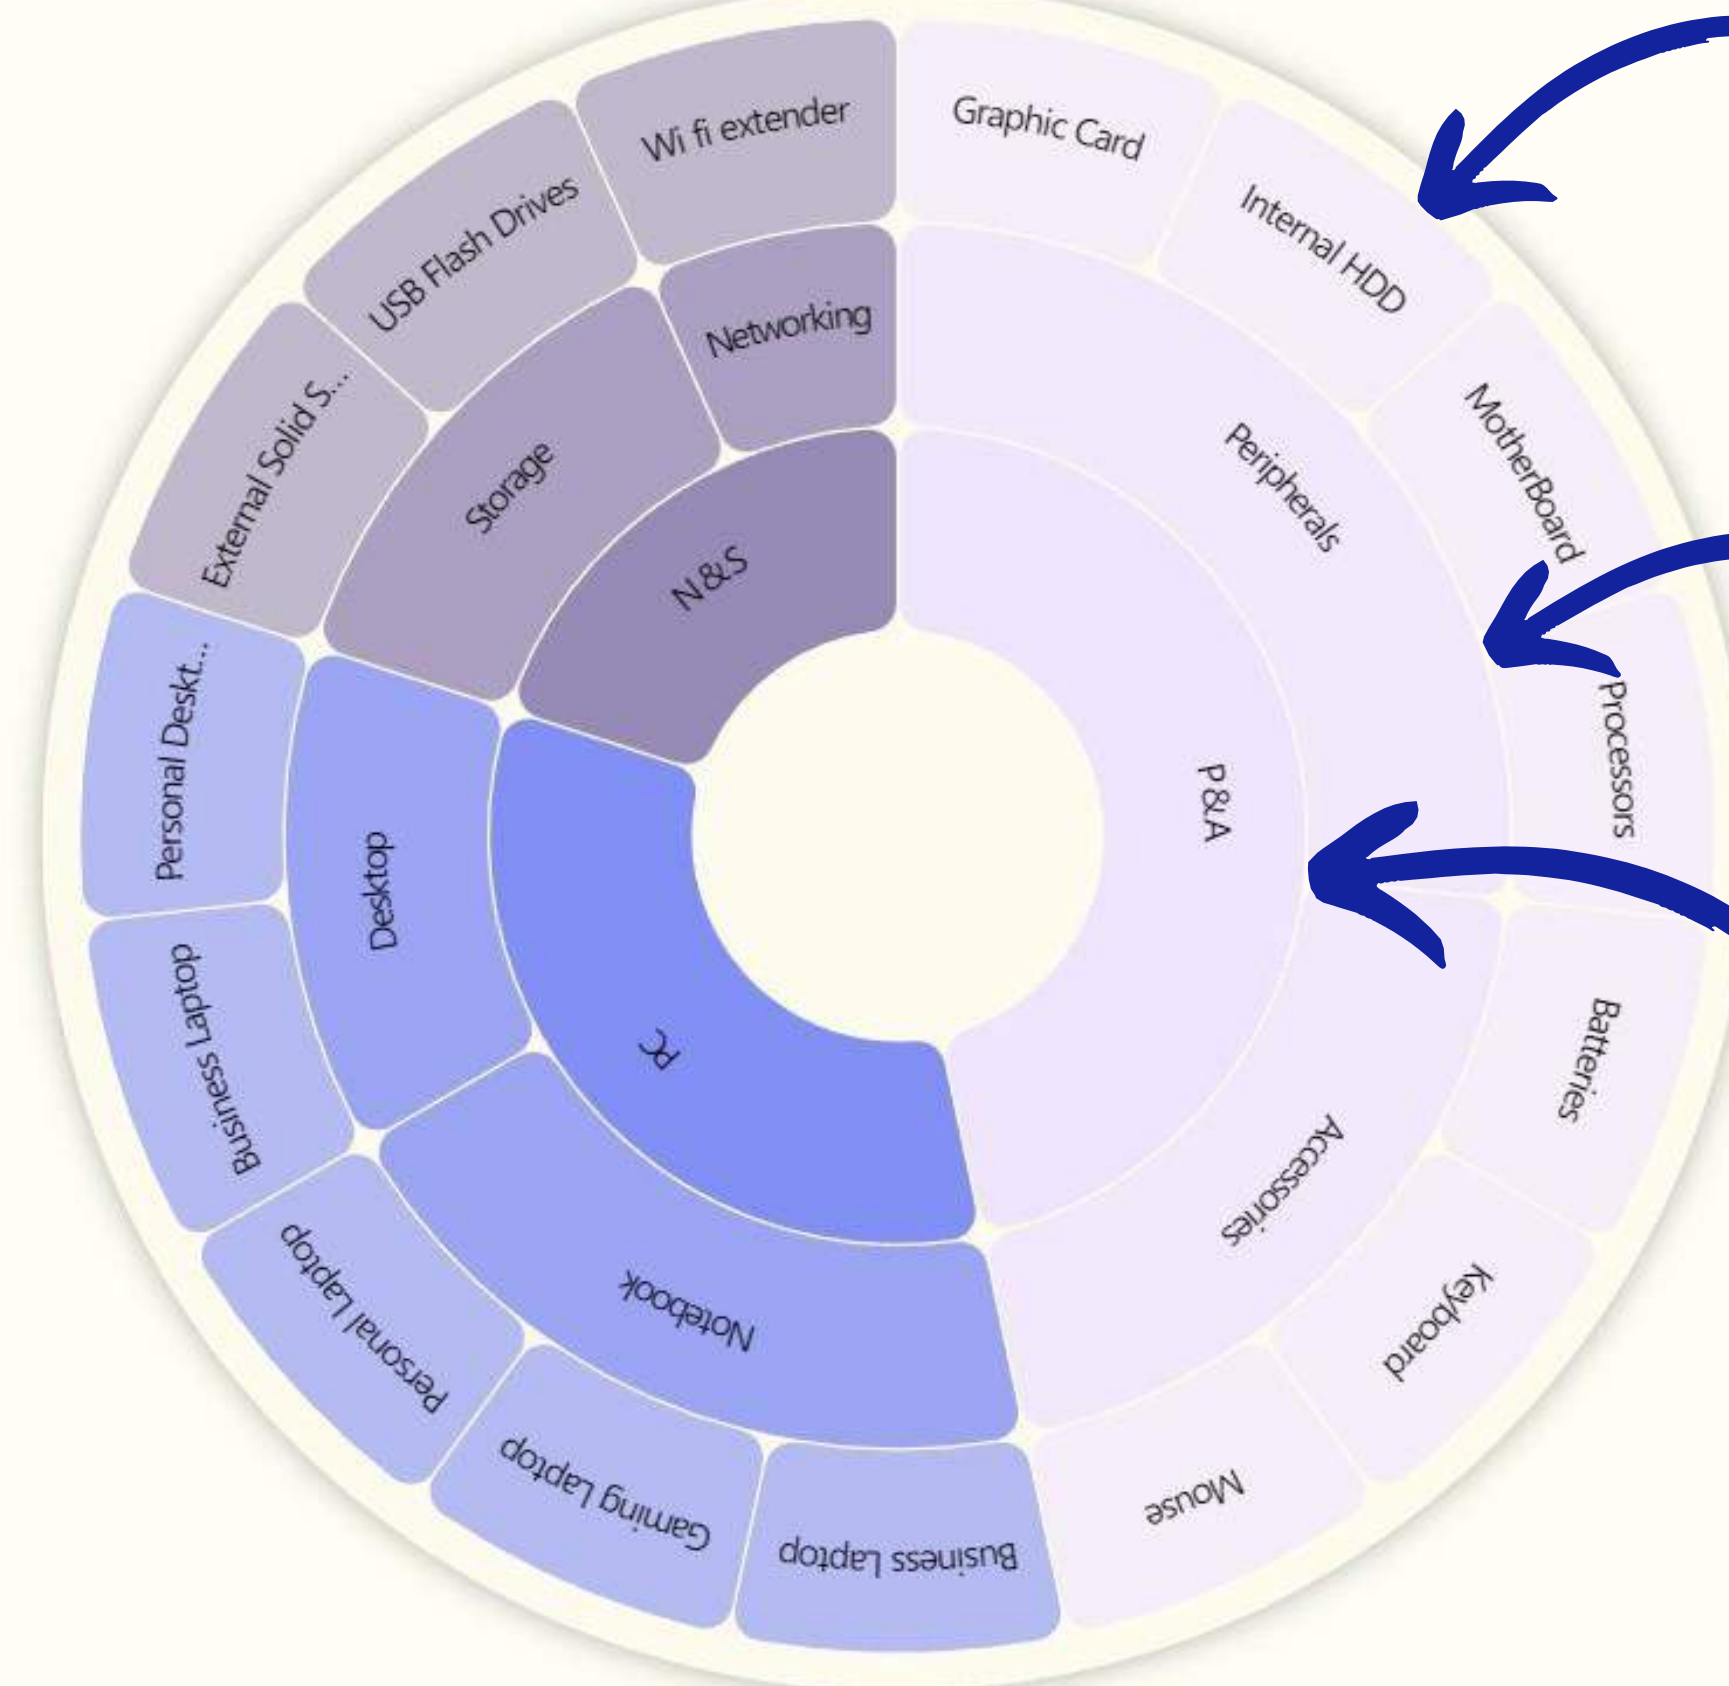 Graphic Card
Internal HDD
MotherBoard
Processors
Batteries
Keyboard
Mouse
Business Laptop
Gaming Laptop
Personal Laptop
Business Laptop
Personal Deskt...
External Solid S...
USB Flash Drives
Wi fi extender
Peripherals
Accessories
Notebook
Desktop
Storage
Networking
P&A
PC
N&S